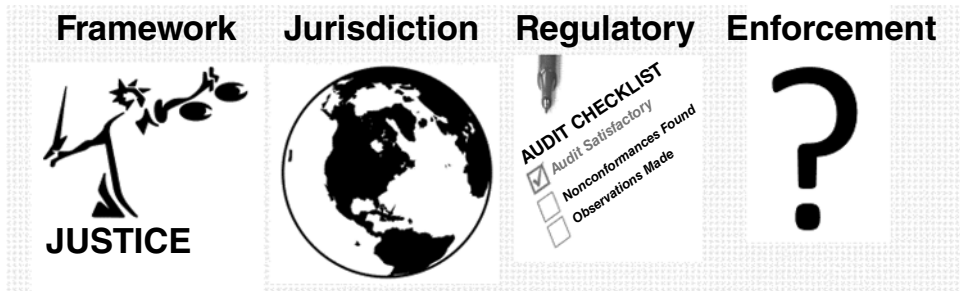 Framework Jurisdiction Regulatory Enforcement
JUSTICE
AUDIT CHECKLIST
Audit Satisfactory
Nonconformances Found
Observations Made
?